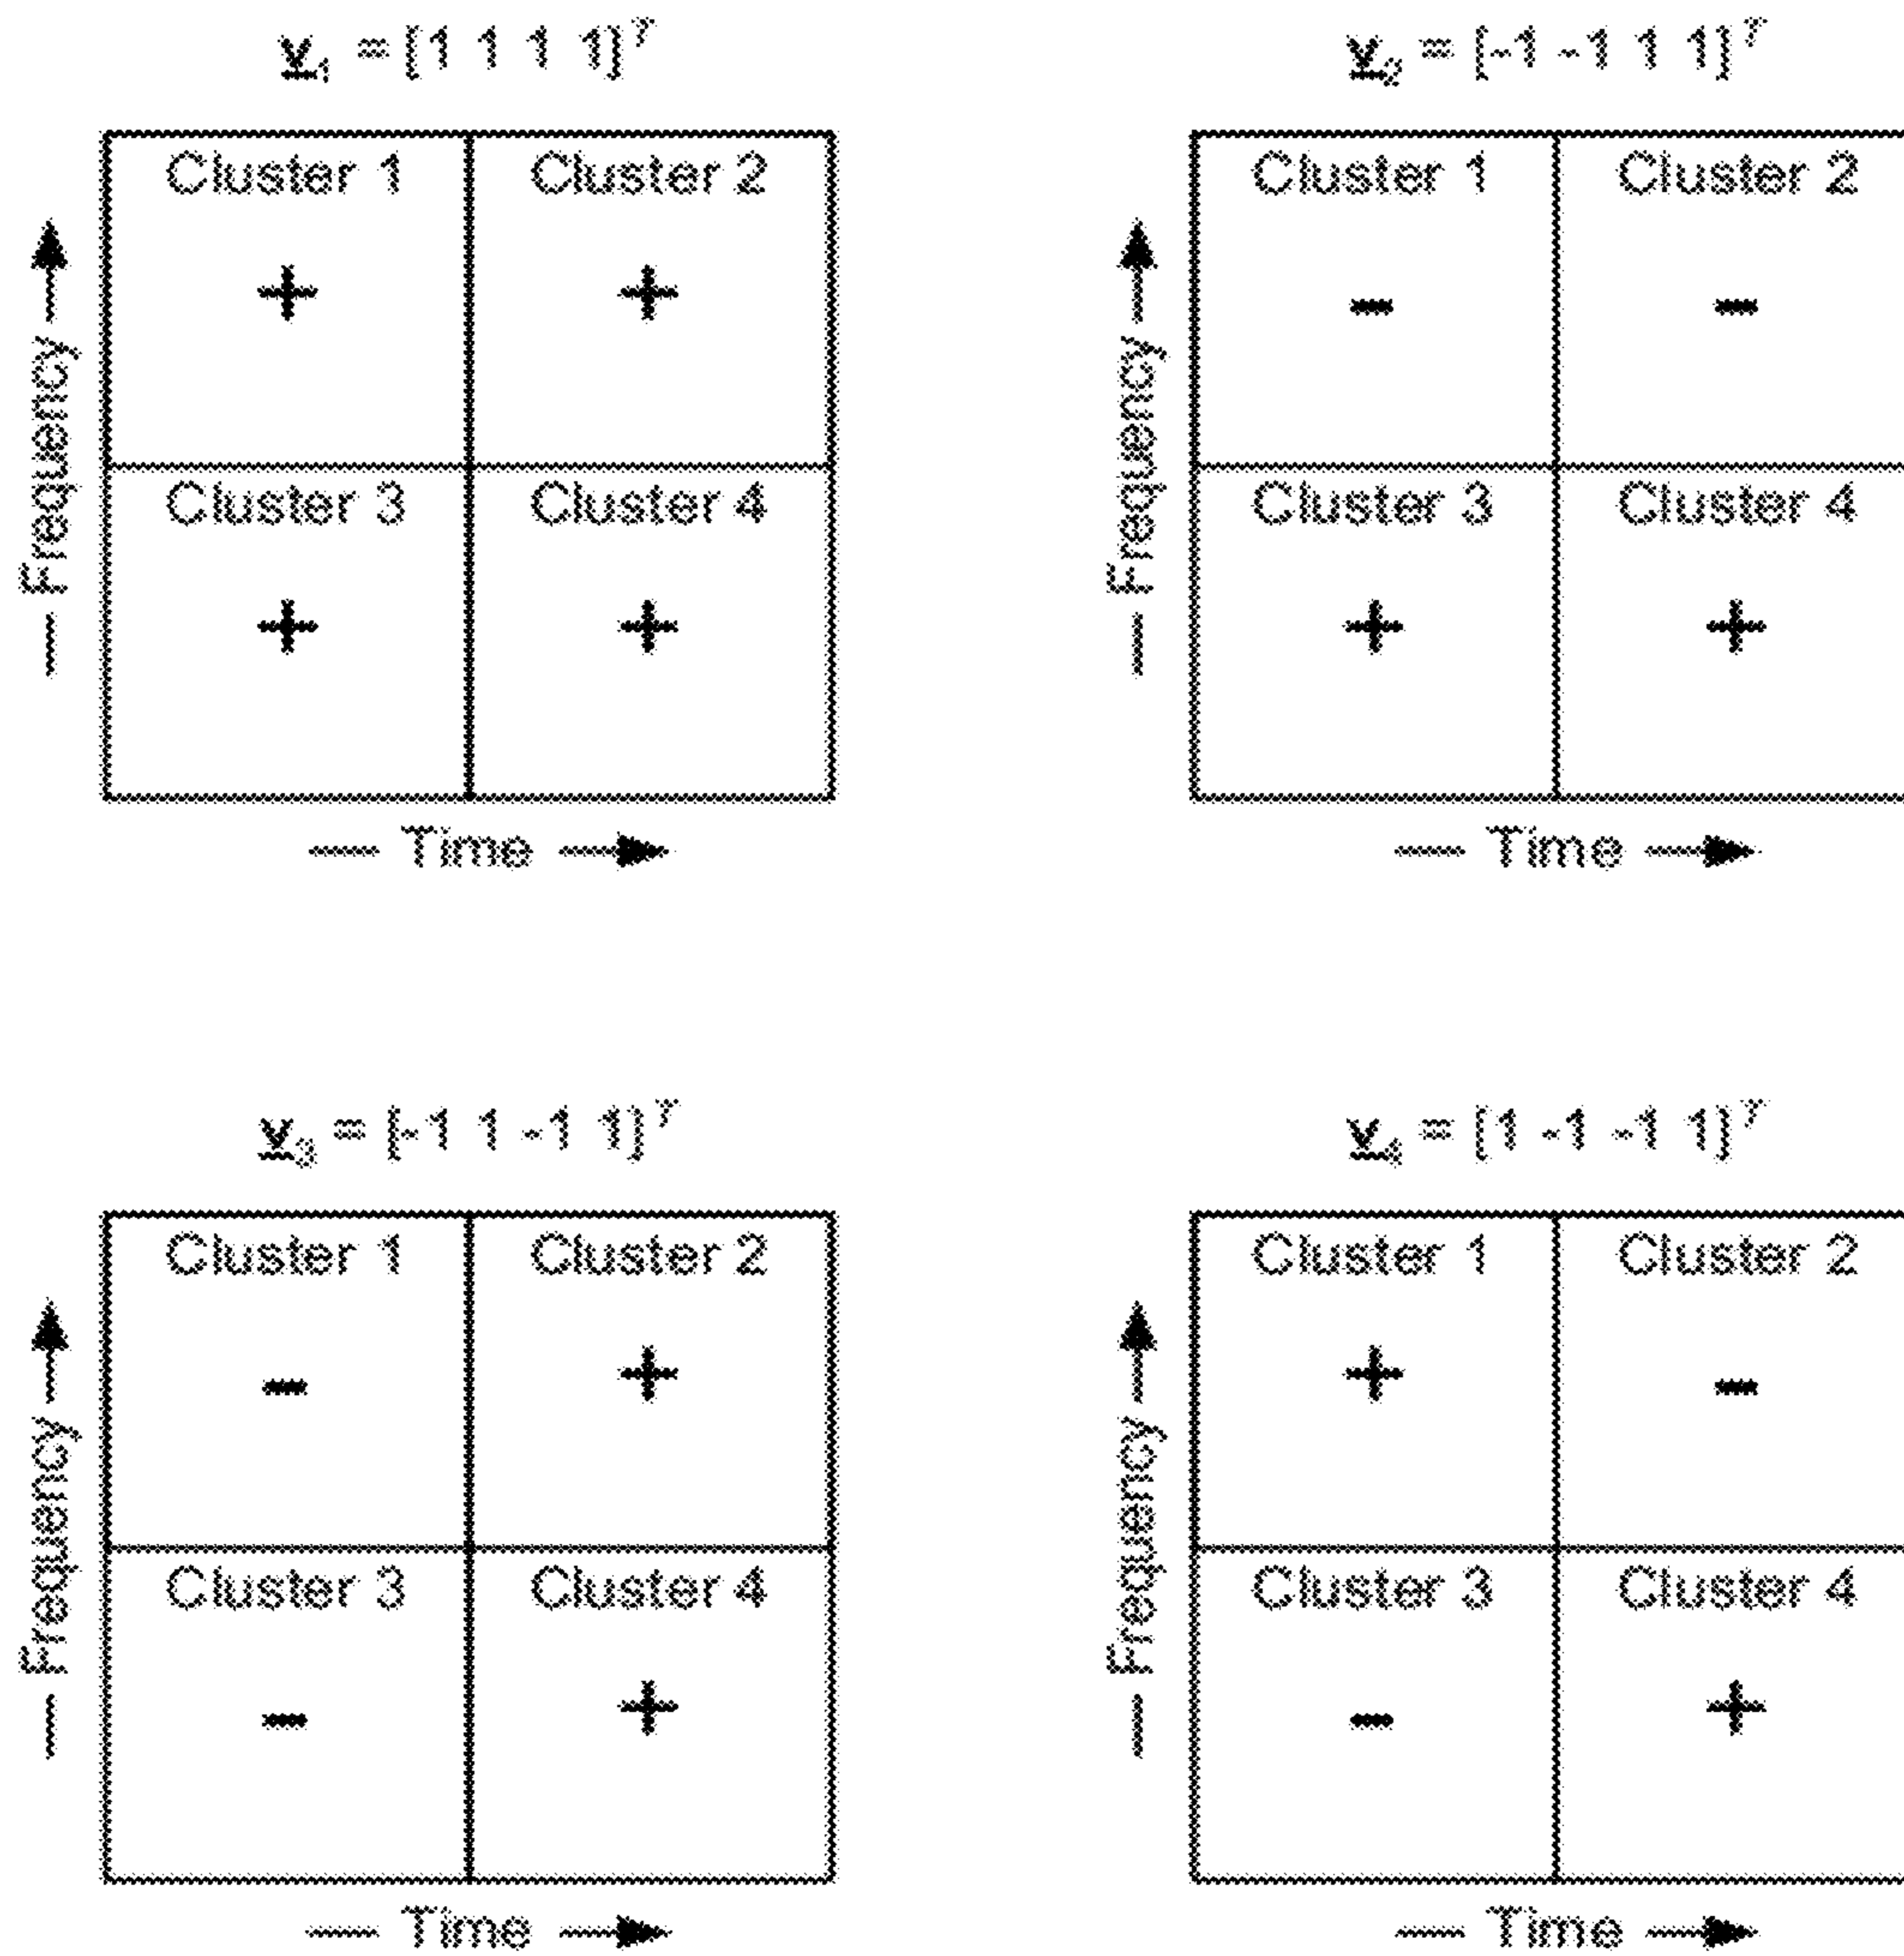 v1 = [1 1 1 1]T
Cluster 1
Cluster 2
Cluster 3
Cluster 4
Frequency
Time
v2 = [-1 -1 1 1]T
Cluster 1
Cluster 2
Cluster 3
Cluster 4
Frequency
Time
v3 = [-1 1 -1 1]T
Cluster 1
Cluster 2
Cluster 3
Cluster 4
Frequency
Time
v4 = [1 -1 -1 1]T
Cluster 1
Cluster 2
Cluster 3
Cluster 4
Frequency
Time